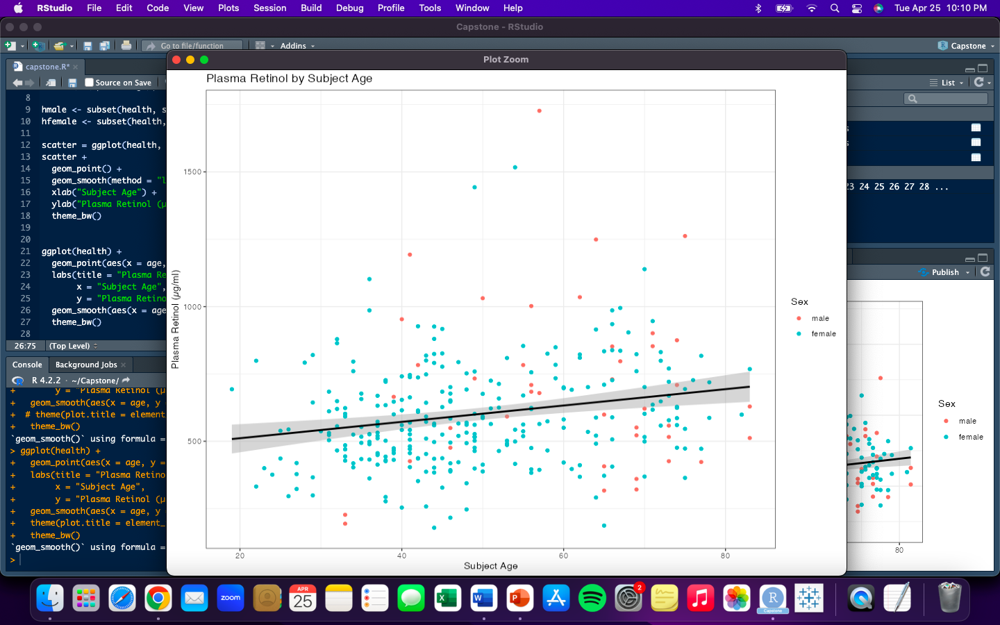 RStudio File Edit Code View Plots Session Build Debug Profile Tools Window Help Tue Apr 25 10:10 PM
Capstone - RStudio
Go to file/function Addins Capstone
capstone.R*
Source on Save
8
9 hmale <- subset(health, s
10 hfemale <- subset(health,
11
12 scatter = ggplot(health,
13 scatter +
14 geom_point() +
15 geom_smooth(method = "l
16 xlab("Subject Age") +
17 ylab("Plasma Retinol (µ
18 theme_bw()
19
20
21 ggplot(health) +
22 geom_point(aes(x = age,
23 labs(title = "Plasma Re
24 x = "Subject Age",
25 y = "Plasma Retino
26 geom_smooth(aes(x = age
27 theme_bw()
28
26:75 (Top Level)
Console Background Jobs
R 4.2.2 · ~/Capstone/
+ y = "Plasma Retinol (µ
+ geom_smooth(aes(x = age, y
+ # theme(plot.title = element
+ theme_bw()
`geom_smooth()` using formula =
> ggplot(health) +
+ geom_point(aes(x = age, y =
+ labs(title = "Plasma Retino
+ x = "Subject Age",
+ y = "Plasma Retinol (µ
+ geom_smooth(aes(x = age, y
+ theme(plot.title = element_
+ theme_bw()
`geom_smooth()` using formula =
>
Plot Zoom
Plasma Retinol by Subject Age
Plasma Retinol (µg/ml)
1500
1000
500
20 40 60 80
Subject Age
Sex
male
female
List
23 24 25 26 27 28 ...
Publish
Sex
male
female
80
zoom
APR
25
2
Capstone